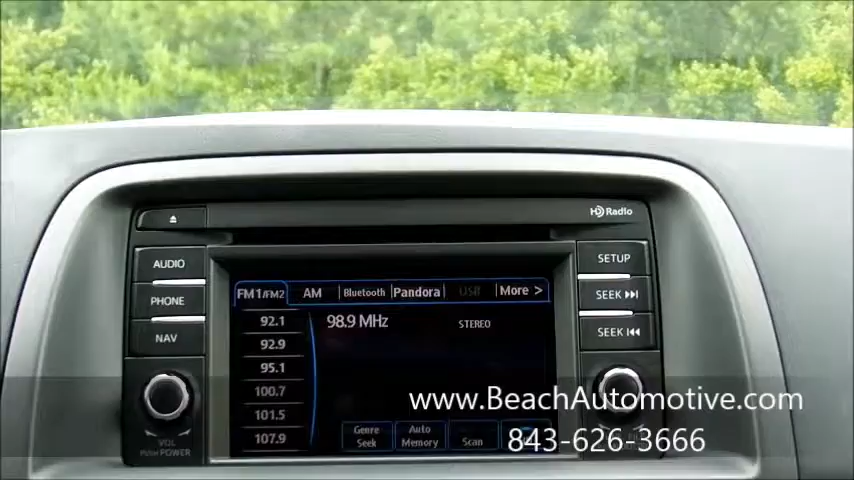 HD Radio
AUDIO
PHONE
NAV
VOL
POWER
SETUP
SEEK
SEEK
FM1/FM2 AM Bluetooth Pandora USB More >
92.1
92.9
95.1
100.7
101.5
107.9
98.9 MHz STEREO
Genre Seek
Auto Memory
Scan
www.BeachAutomotive.com
843-626-3666